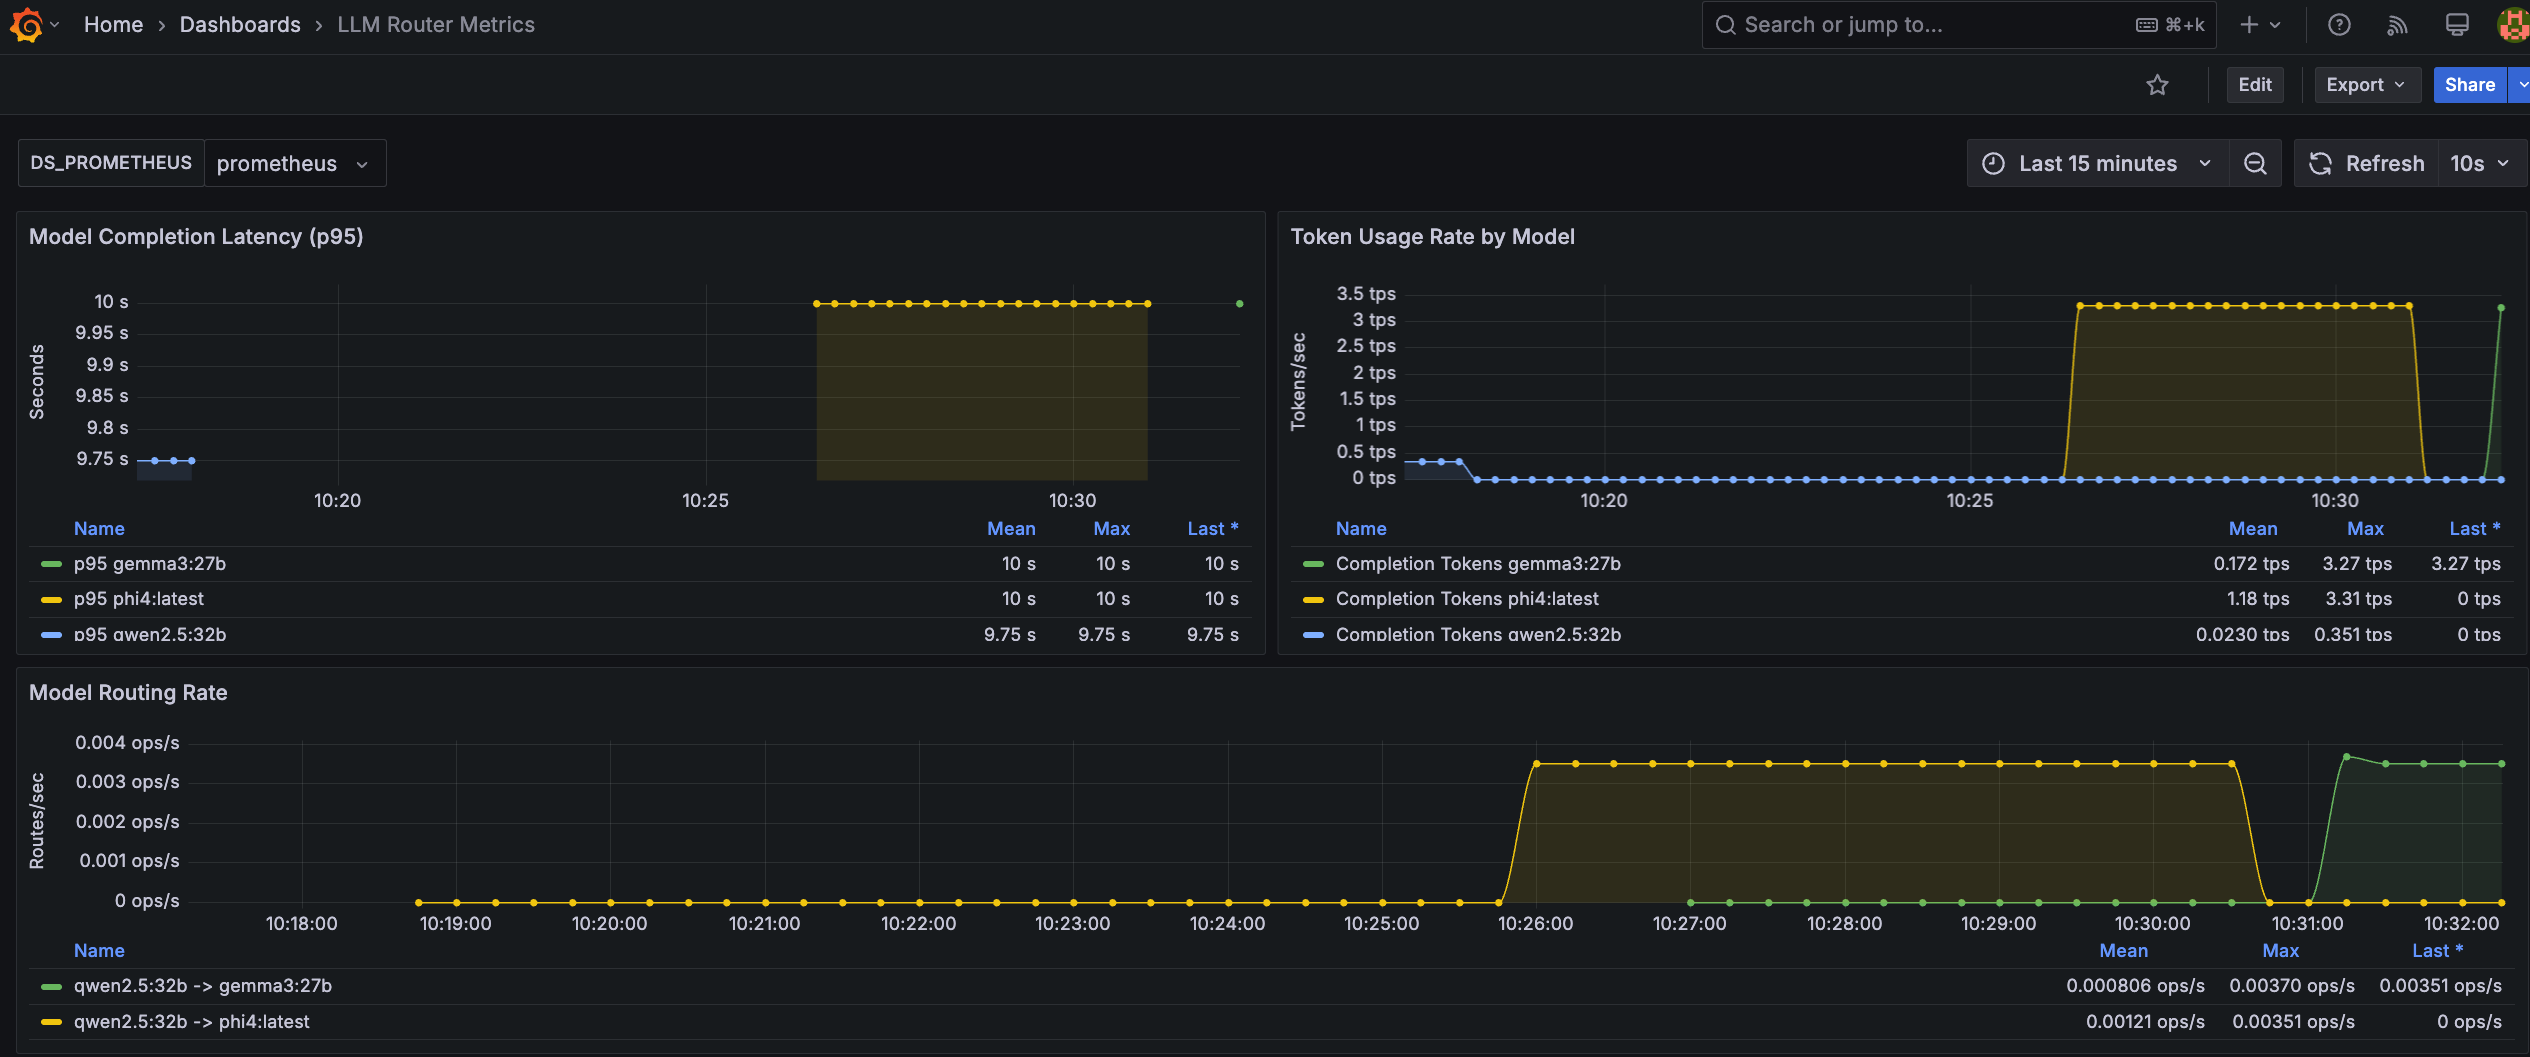 Home › Dashboards › LLM Router Metrics
Search or jump to... ⌘+k
Edit Export Share
DS_PROMETHEUS prometheus
Last 15 minutes Refresh 10s
Model Completion Latency (p95)
Seconds
10 s
9.95 s
9.9 s
9.85 s
9.8 s
9.75 s
10:20 10:25 10:30
Name Mean Max Last *
p95 gemma3:27b 10 s 10 s 10 s
p95 phi4:latest 10 s 10 s 10 s
p95 qwen2.5:32b 9.75 s 9.75 s 9.75 s
Token Usage Rate by Model
Tokens/sec
3.5 tps
3 tps
2.5 tps
2 tps
1.5 tps
1 tps
0.5 tps
0 tps
10:20 10:25 10:30
Name Mean Max Last *
Completion Tokens gemma3:27b 0.172 tps 3.27 tps 3.27 tps
Completion Tokens phi4:latest 1.18 tps 3.31 tps 0 tps
Completion Tokens qwen2.5:32b 0.0230 tps 0.351 tps 0 tps
Model Routing Rate
Routes/sec
0.004 ops/s
0.003 ops/s
0.002 ops/s
0.001 ops/s
0 ops/s
10:18:00 10:19:00 10:20:00 10:21:00 10:22:00 10:23:00 10:24:00 10:25:00 10:26:00 10:27:00 10:28:00 10:29:00 10:30:00 10:31:00 10:32:00
Name Mean Max Last *
qwen2.5:32b -> gemma3:27b 0.000806 ops/s 0.00370 ops/s 0.00351 ops/s
qwen2.5:32b -> phi4:latest 0.00121 ops/s 0.00351 ops/s 0 ops/s